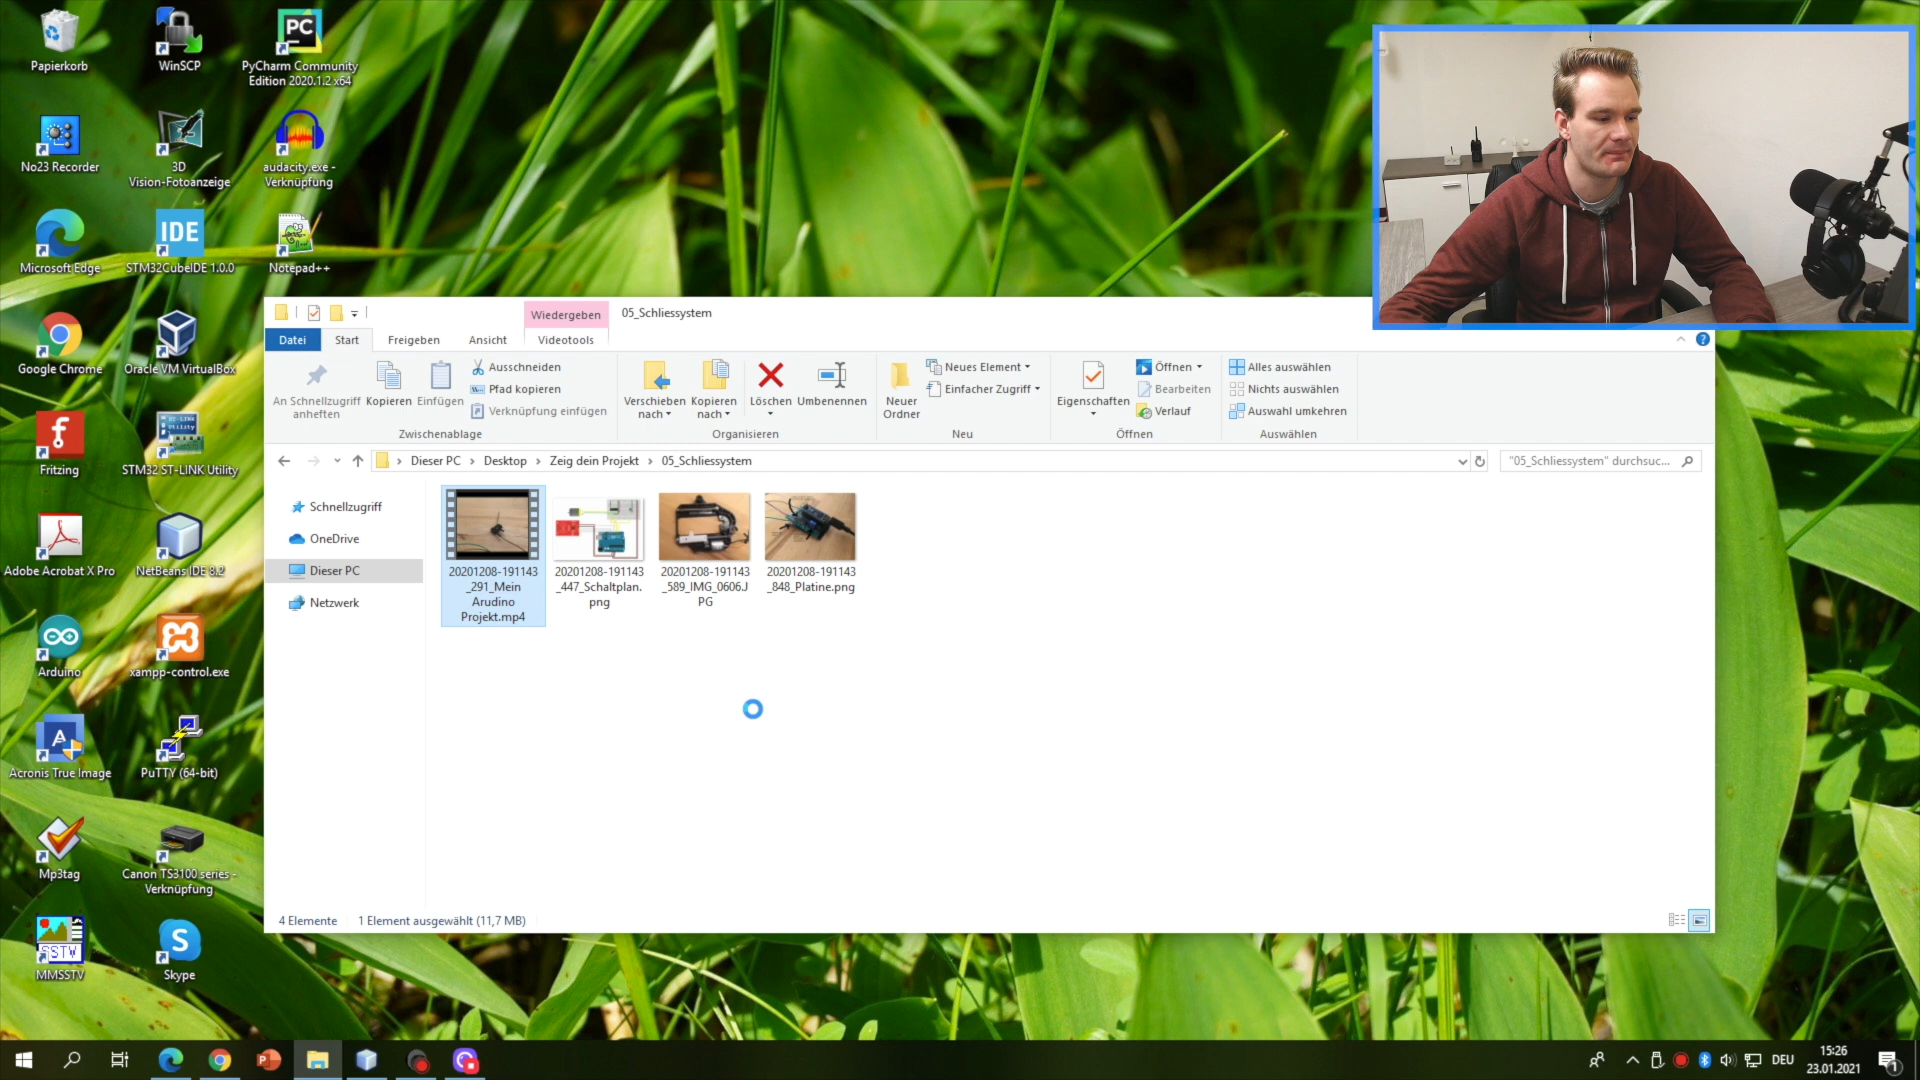 Papierkorb
WinSCP
PyCharm Community
Edition 2020.1.2 x64
No23 Recorder
3D
Vision-Fotoanzeige
audacity.exe -
Verknüpfung
Microsoft Edge
IDE
STM32CubeIDE 1.0.0
Notepad++
Google Chrome
Oracle VM VirtualBox
Fritzing
STM32 ST-LINK Utility
Adobe Acrobat X Pro
NetBeans IDE 8.2
Arduino
xampp-control.exe
Acronis True Image
PuTTY (64-bit)
Mp3tag
Canon TS3100 series -
Verknüpfung
SSTV
MMSSTV
Skype
PC
Wiedergeben
05_Schliessystem
Datei
Start
Freigeben
Ansicht
Videotools
An Schnellzugriff
anheften
Kopieren
Einfügen
Ausschneiden
Pfad kopieren
Verknüpfung einfügen
Zwischenablage
Verschieben
nach
Kopieren
nach
Löschen
Umbenennen
Organisieren
Neuer
Ordner
Neues Element
Einfacher Zugriff
Neu
Eigenschaften
Öffnen
Bearbeiten
Verlauf
Öffnen
Alles auswählen
Nichts auswählen
Auswahl umkehren
Auswählen
Dieser PC
Desktop
Zeig dein Projekt
05_Schliessystem
"05_Schliessystem" durchsuc...
Schnellzugriff
OneDrive
Dieser PC
Netzwerk
20201208-191143
_291_Mein
Arudino
Projekt.mp4
20201208-191143
_447_Schaltplan.
png
20201208-191143
_589_IMG_0606.J
PG
20201208-191143
_848_Platine.png
4 Elemente
1 Element ausgewählt (11,7 MB)
DEU
15:26
23.01.2021
1